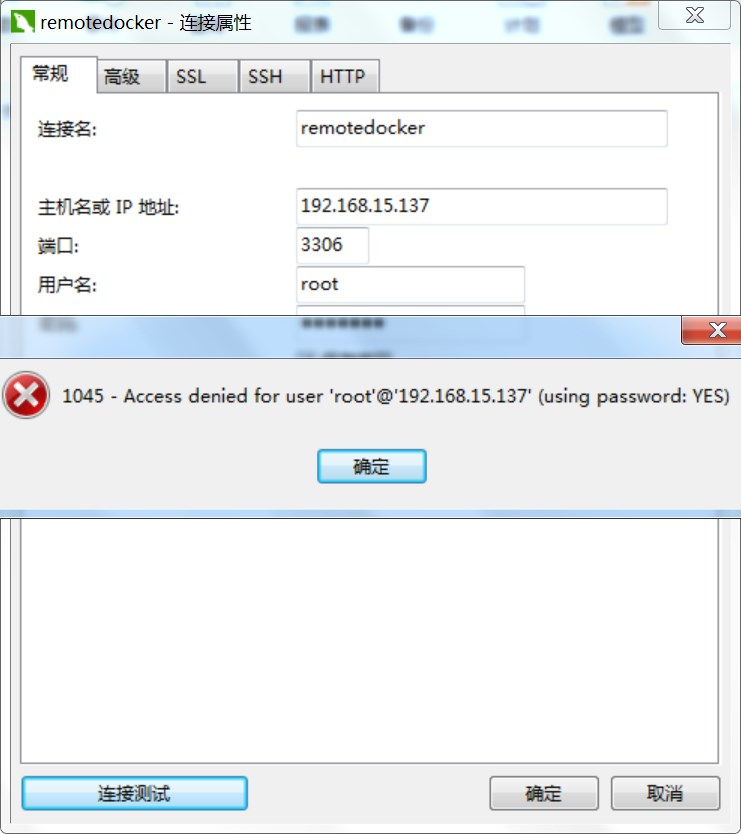 remotedocker - 连接属性
常规
高级
SSL
SSH
HTTP
连接名:
remotedocker
主机名或 IP 地址:
192.168.15.137
端口:
3306
用户名:
root
1045 - Access denied for user 'root'@'192.168.15.137' (using password: YES)
确定
连接测试
确定
取消